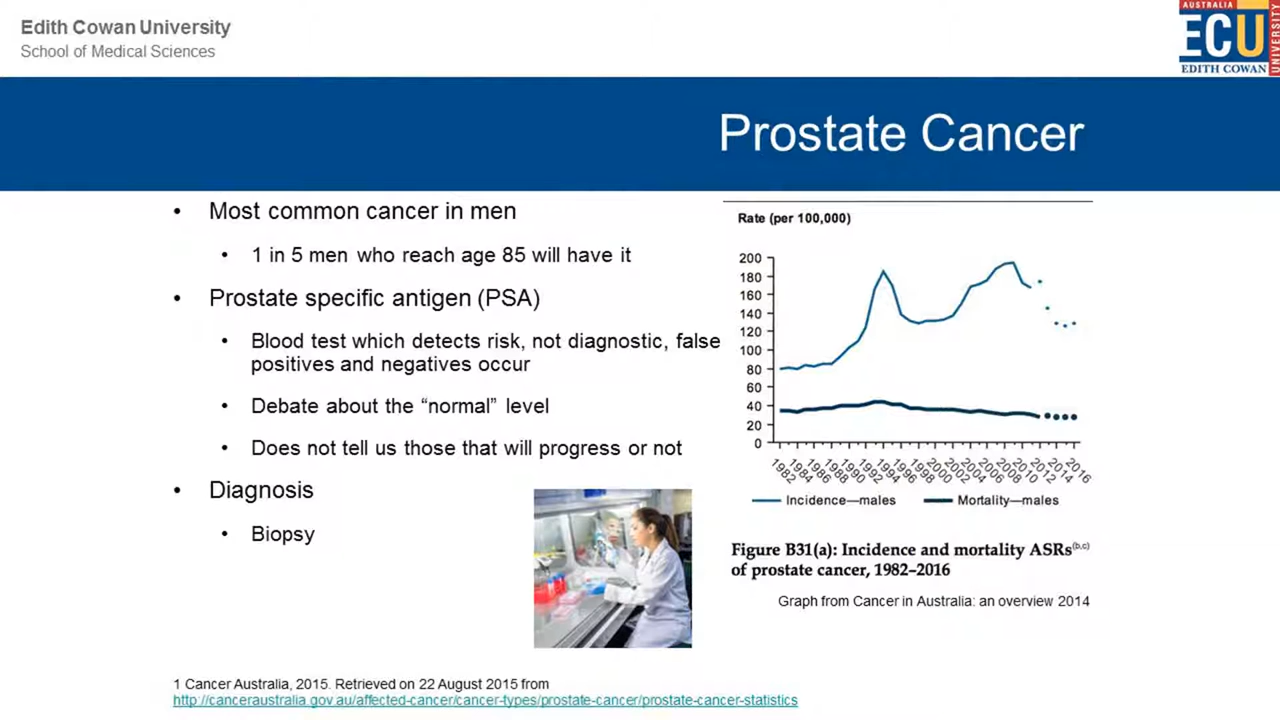 Edith Cowan University
School of Medical Sciences
AUSTRALIA
ECU
EDITH COWAN
UNIVERSITY
Prostate Cancer
• Most common cancer in men
• 1 in 5 men who reach age 85 will have it
• Prostate specific antigen (PSA)
• Blood test which detects risk, not diagnostic, false
positives and negatives occur
• Debate about the “normal” level
• Does not tell us those that will progress or not
• Diagnosis
• Biopsy
Rate (per 100,000)
200
180
160
140
120
100
80
60
40
20
0
1982 1984 1986 1988 1990 1992 1994 1996 1998 2000 2002 2004 2006 2008 2010 2012 2014 2016
Incidence—males Mortality—males
Figure B31(a): Incidence and mortality ASRs(b,c)
of prostate cancer, 1982–2016
Graph from Cancer in Australia: an overview 2014
1 Cancer Australia, 2015. Retrieved on 22 August 2015 from
http://canceraustralia.gov.au/affected-cancer/cancer-types/prostate-cancer/prostate-cancer-statistics